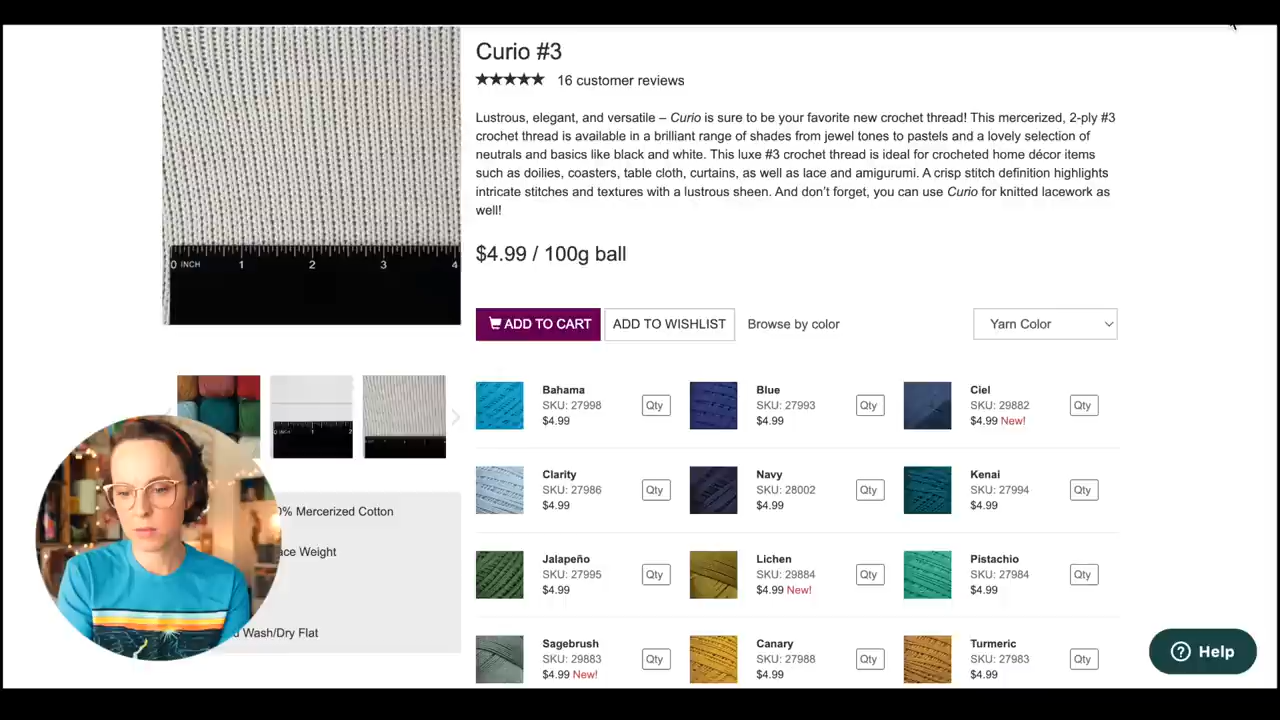 Curio #3
★★★★★ 16 customer reviews
Lustrous, elegant, and versatile – Curio is sure to be your favorite new crochet thread! This mercerized, 2-ply #3
crochet thread is available in a brilliant range of shades from jewel tones to pastels and a lovely selection of
neutrals and basics like black and white. This luxe #3 crochet thread is ideal for crocheted home décor items
such as doilies, coasters, table cloth, curtains, as well as lace and amigurumi. A crisp stitch definition highlights
intricate stitches and textures with a lustrous sheen. And don't forget, you can use Curio for knitted lacework as
well!
$4.99 / 100g ball
0 INCH 1 2 3 4
ADD TO CART ADD TO WISHLIST Browse by color Yarn Color
Bahama
SKU: 27998
$4.99
Qty
Blue
SKU: 27993
$4.99
Qty
Ciel
SKU: 29882
$4.99 New!
Qty
Clarity
SKU: 27986
$4.99
Qty
Navy
SKU: 28002
$4.99
Qty
Kenai
SKU: 27994
$4.99
Qty
Jalapeño
SKU: 27995
$4.99
Qty
Lichen
SKU: 29884
$4.99 New!
Qty
Pistachio
SKU: 27984
$4.99
Qty
Sagebrush
SKU: 29883
$4.99 New!
Qty
Canary
SKU: 27988
$4.99
Qty
Turmeric
SKU: 27983
$4.99
Qty
0% Mercerized Cotton
ace Weight
d Wash/Dry Flat
Help